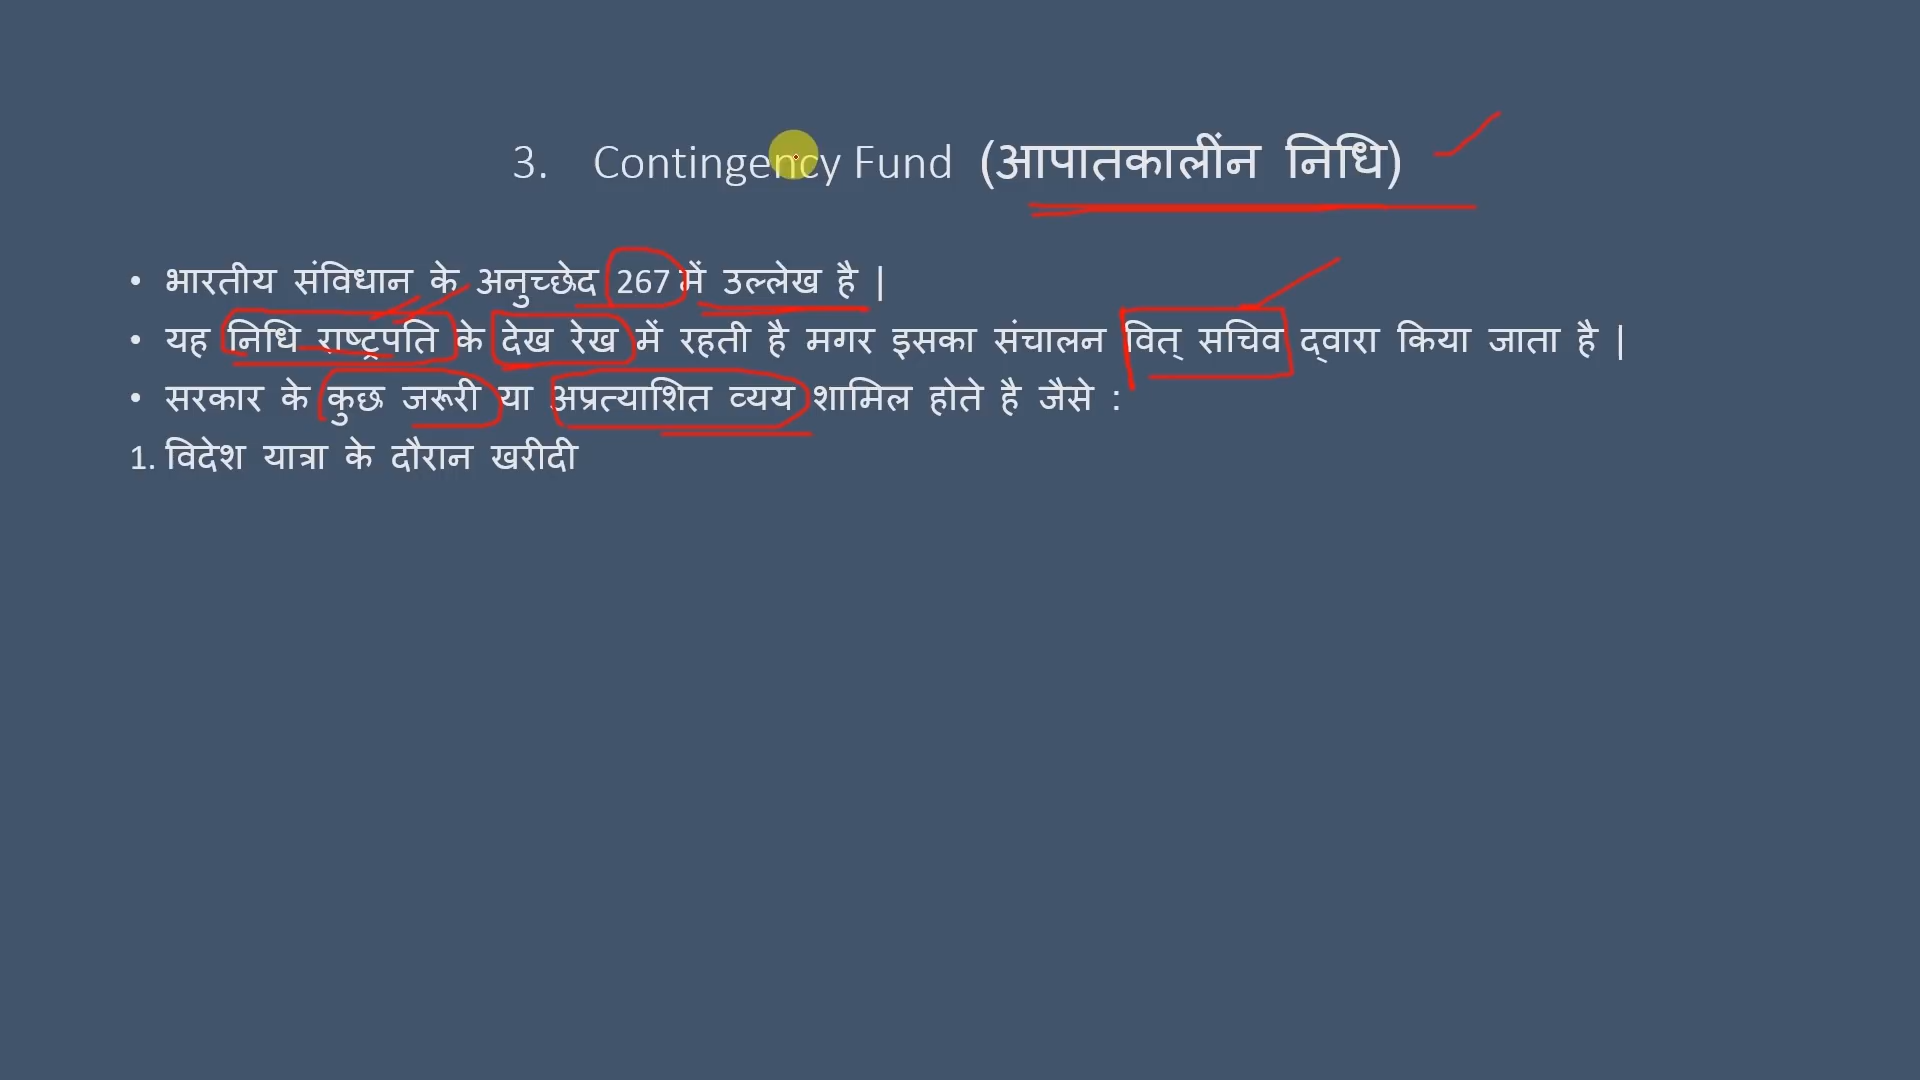 3. Contingency Fund (आपातकालींन निधि)
• भारतीय संविधान के अनुच्छेद 267 में उल्लेख है |
• यह निधि राष्ट्रपति के देख रेख में रहती है मगर इसका संचालन वित् सचिव द्वारा किया जाता है |
• सरकार के कुछ जरूरी या अप्रत्याशित व्यय शामिल होते है जैसे :
1. विदेश यात्रा के दौरान खरीदी